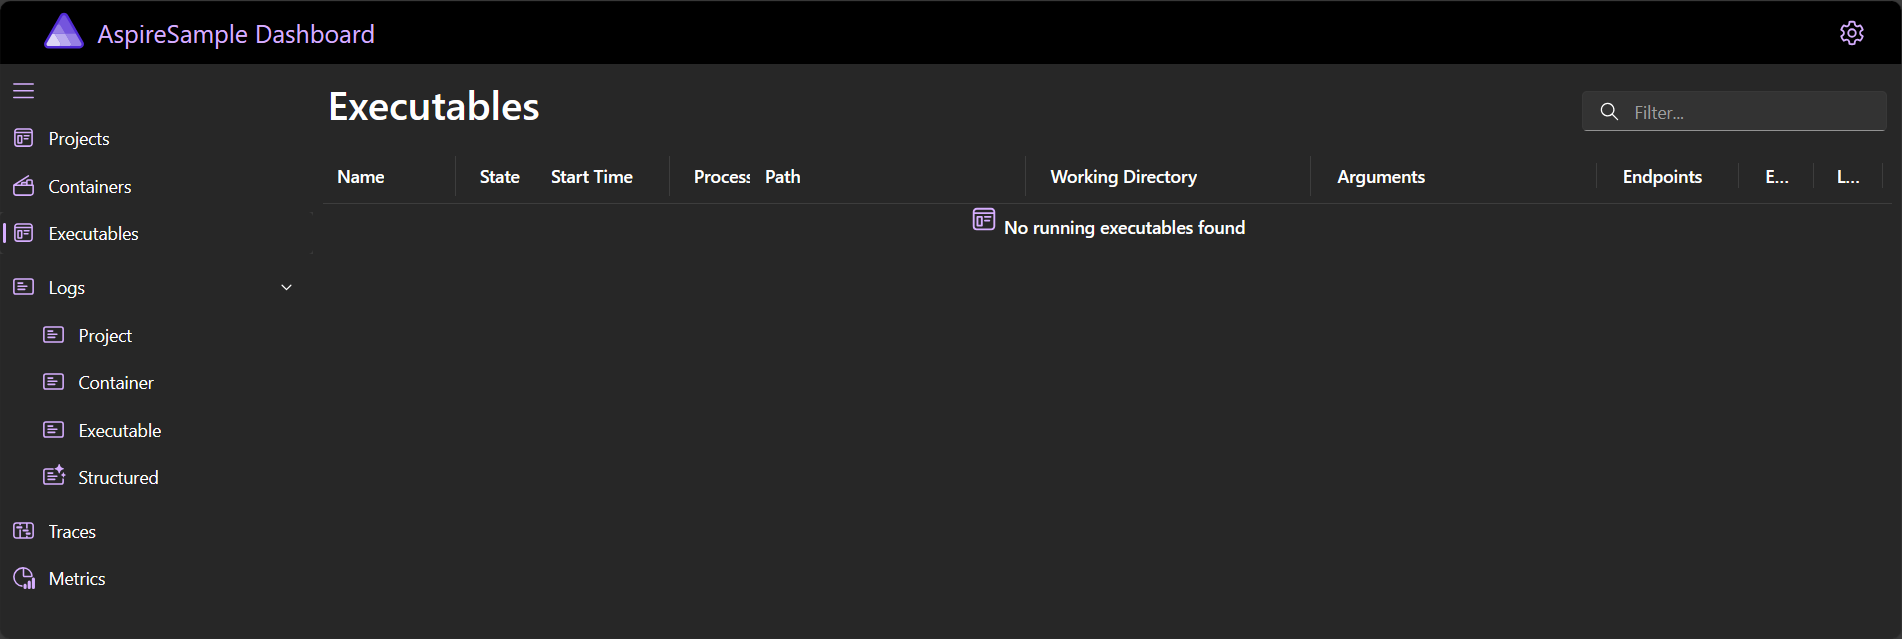 AspireSample Dashboard
Projects
Containers
Executables
Logs
Project
Container
Executable
Structured
Traces
Metrics
Executables
Filter...
Name State Start Time Process Path Working Directory Arguments Endpoints E... L...
No running executables found